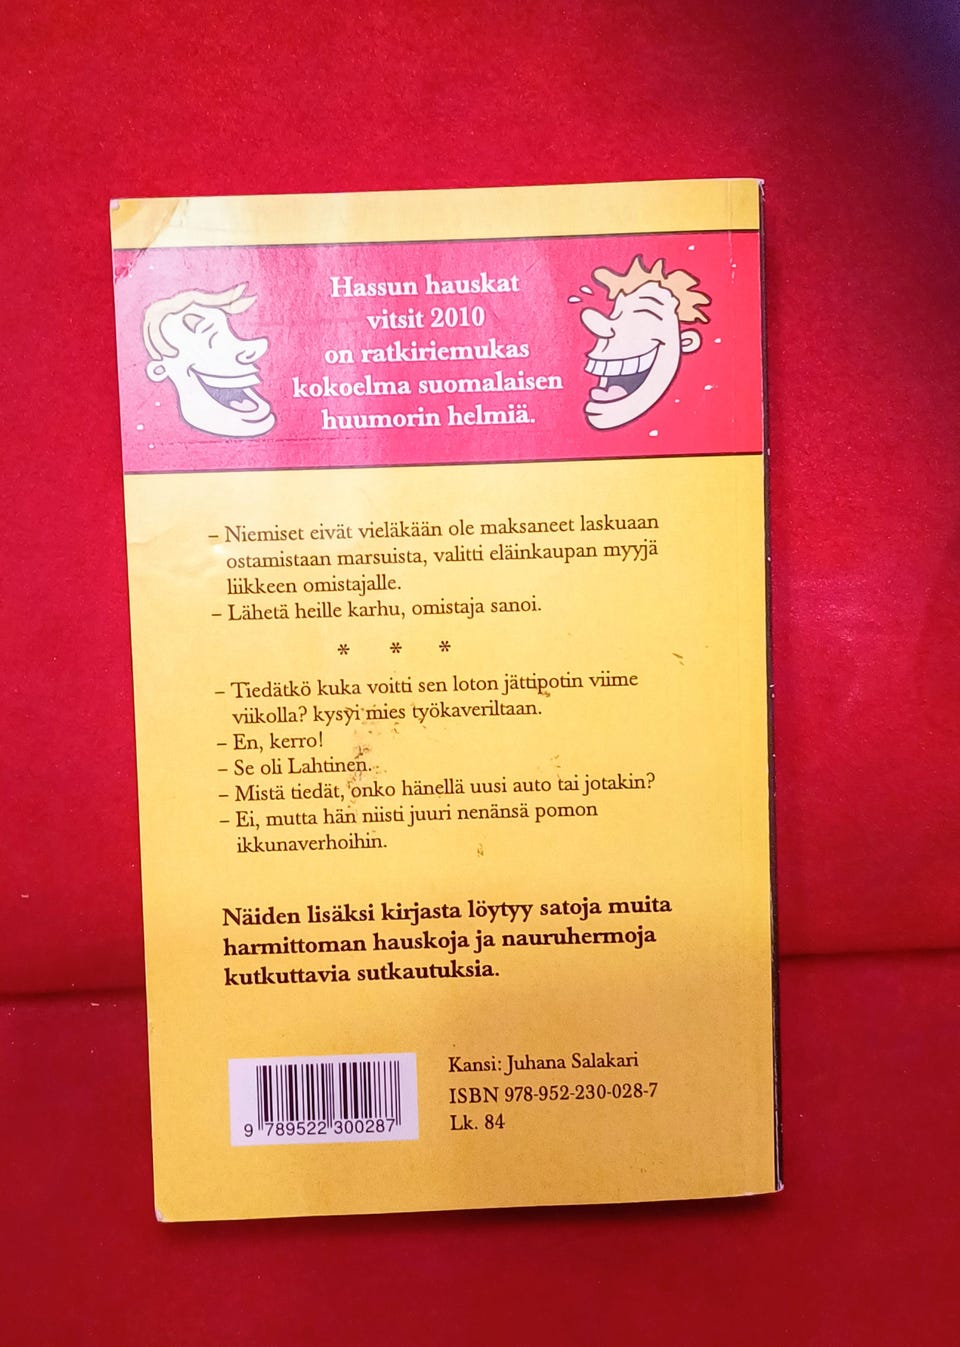 Hassun hauskat
vitsit 2010
on ratkiriemukas
kokoelma suomalaisen
huumorin helmiä.
– Niemiset eivät vieläkään ole maksaneet laskuaan
ostamistaan marsuista, valitti eläinkaupan myyjä
liikkeen omistajalle.
– Lähetä heille karhu, omistaja sanoi.
* * *
– Tiedätkö kuka voitti sen loton jättipotin viime
viikolla? kysyi mies työkaveriltaan.
– En, kerro!
– Se oli Lahtinen.
– Mistä tiedät, onko hänellä uusi auto tai jotakin?
– Ei, mutta hän niisti juuri nenänsä pomon
ikkunaverhoihin.
Näiden lisäksi kirjasta löytyy satoja muita
harmittoman hauskoja ja nauruhermoja
kutkuttavia sutkautuksia.
Kansi: Juhana Salakari
ISBN 978-952-230-028-7
Lk. 84
9 789522 300287